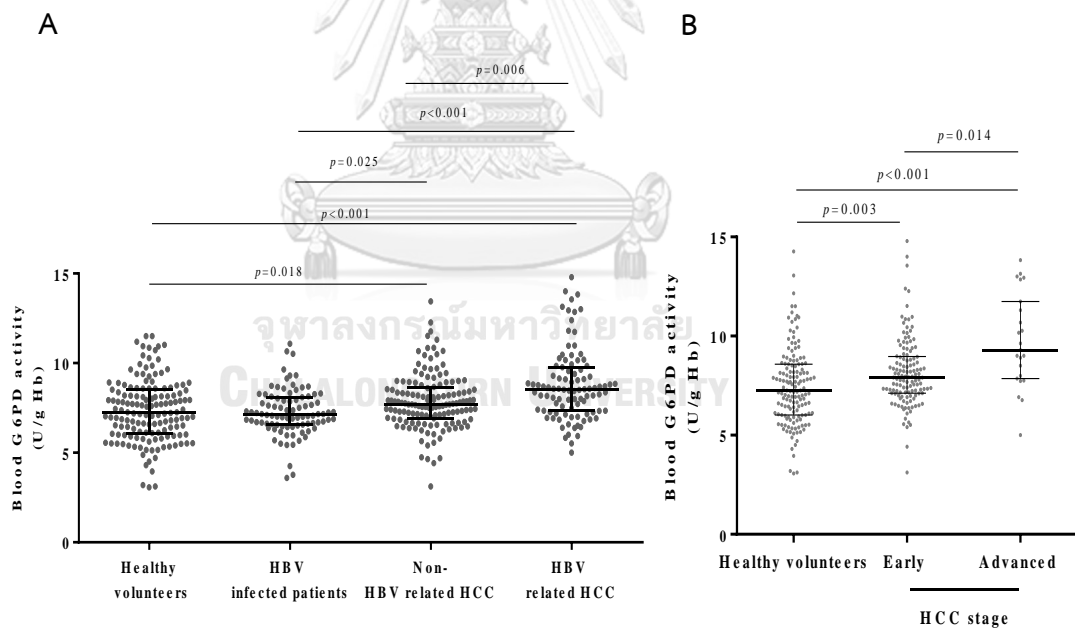 A
p=0.006
p<0.001
p=0.025
p<0.001
p=0.018
15
10
5
0
Blood G6PD activity
(U/g Hb)
Healthy
volunteers
HBV
infected patients
Non-
HBV related HCC
HBV
related HCC
B
p=0.014
p<0.001
p=0.003
15
10
5
0
Blood G6PD activity
(U/g Hb)
Healthy volunteers
Early
Advanced
HCC stage
จุฬาลงกรณ์มหาวิทยาลัย
CHULALONGKORN UNIVERSITY